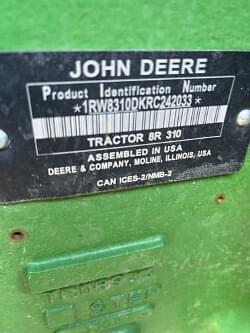 JOHN DEERE
Product Identification Number
*1RW8310DKRC242033*
TRACTOR 8R 310
ASSEMBLED IN USA
DEERE & COMPANY, MOLINE, ILLINOIS, USA
CAN ICES-2/NMB-2